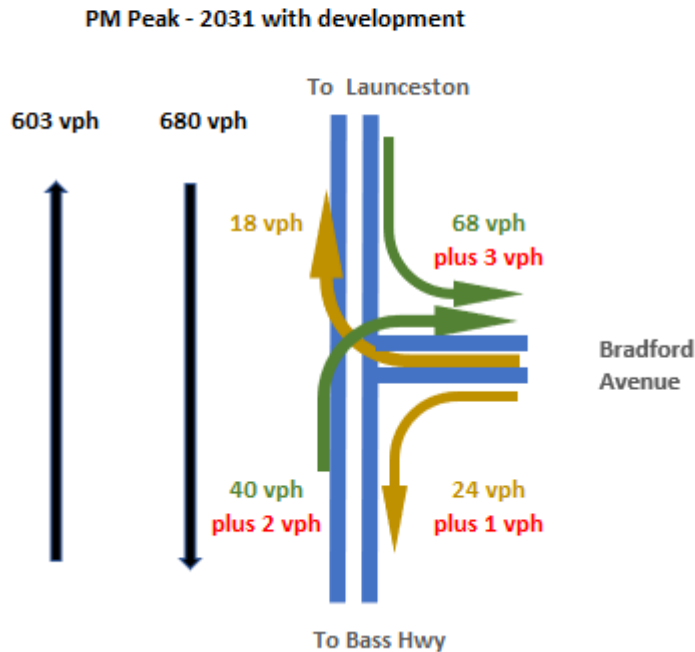 PM Peak - 2031 with development
To Launceston
603 vph
680 vph
18 vph
68 vph
plus 3 vph
Bradford
Avenue
40 vph
plus 2 vph
24 vph
plus 1 vph
To Bass Hwy